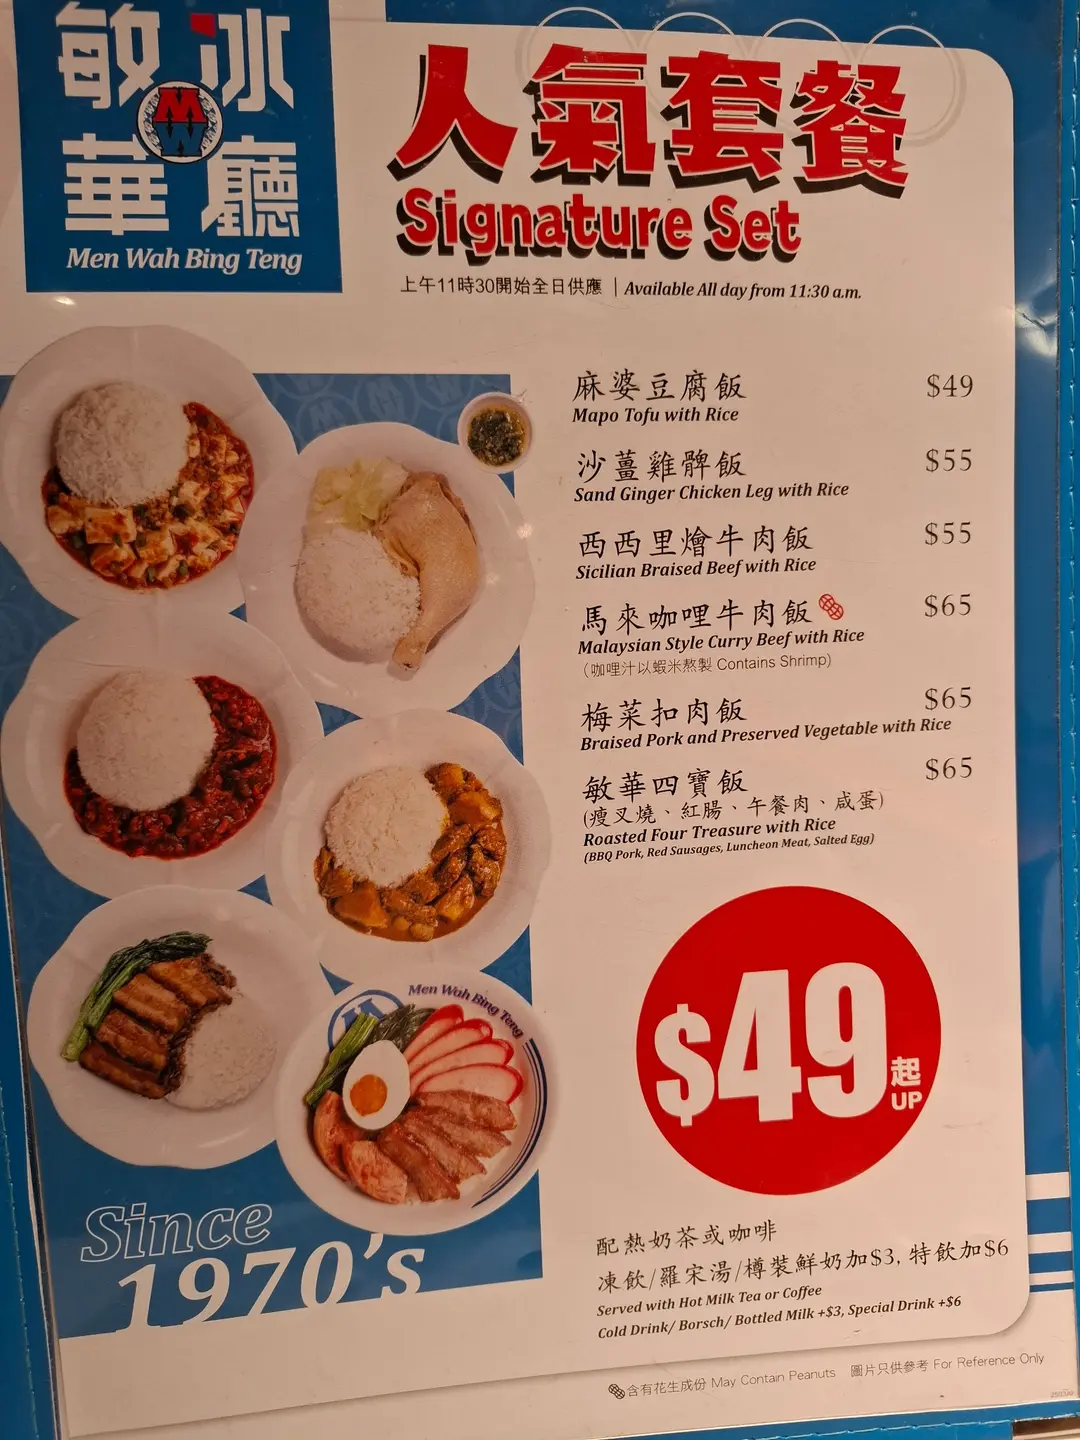 敏冰
華廳
Men Wah Bing Teng
人氣套餐
Signature Set
上午11時30開始全日供應 | Available All day from 11:30 a.m.
麻婆豆腐飯 $49
Mapo Tofu with Rice
沙薑雞髀飯 $55
Sand Ginger Chicken Leg with Rice
西西里燴牛肉飯 $55
Sicilian Braised Beef with Rice
馬來咖哩牛肉飯 $65
Malaysian Style Curry Beef with Rice
(咖哩汁以蝦米熬製 Contains Shrimp)
梅菜扣肉飯 $65
Braised Pork and Preserved Vegetable with Rice
敏華四寶飯 $65
(瘦叉燒、紅腸、午餐肉、咸蛋)
Roasted Four Treasure with Rice
(BBQ Pork, Red Sausages, Luncheon Meat, Salted Egg)
Men Wah Bing Teng
$49起
UP
Since
1970's
配熱奶茶或咖啡
凍飲/羅宋湯/樽裝鮮奶加$3, 特飲加$6
Served with Hot Milk Tea or Coffee
Cold Drink/ Borsch/ Bottled Milk +$3, Special Drink +$6
含有花生成份 May Contain Peanuts 圖片只供參考 For Reference Only